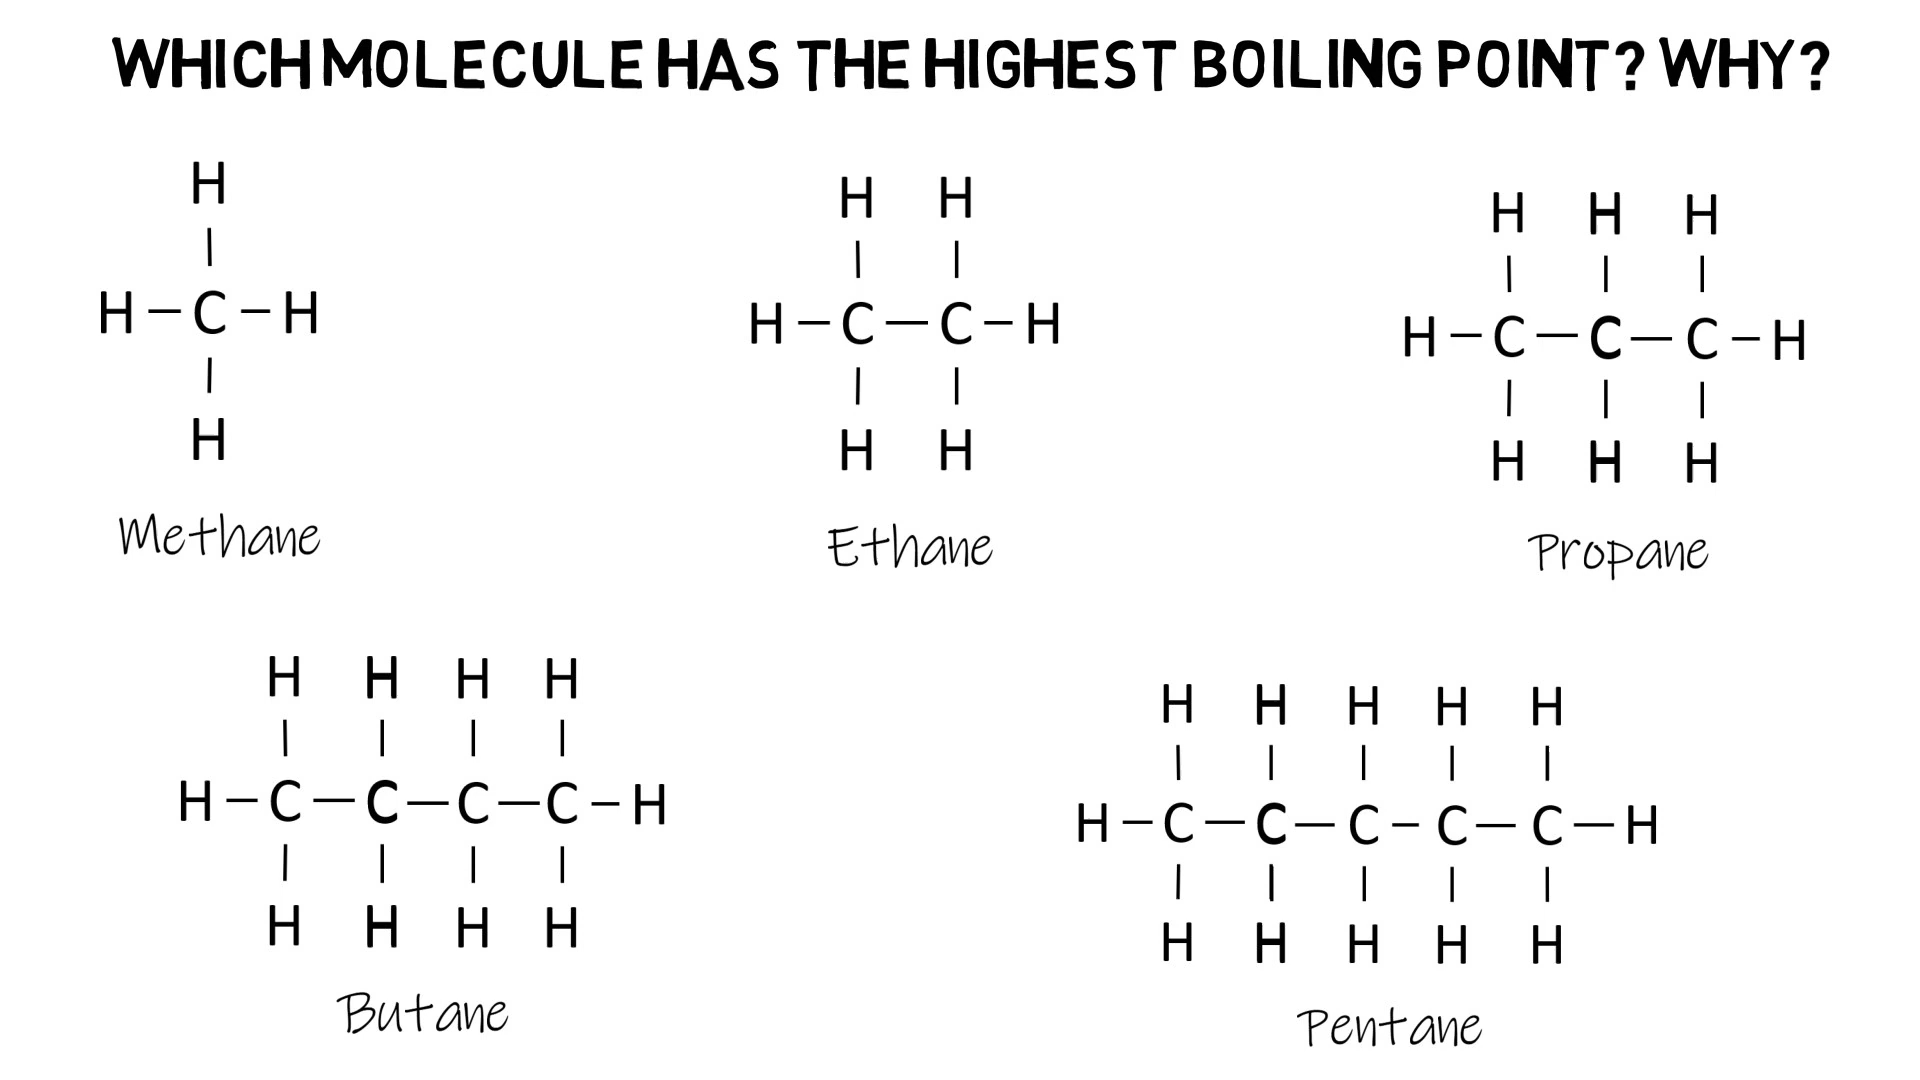 WHICH MOLECULE HAS THE HIGHEST BOILING POINT? WHY?
H
H – C – H
H
Methane
H H
H – C – C – H
H H
Ethane
H H H
H – C – C – C – H
H H H
Propane
H H H H
H – C – C – C – C – H
H H H H
Butane
H H H H H
H – C – C – C – C – C – H
H H H H H
Pentane